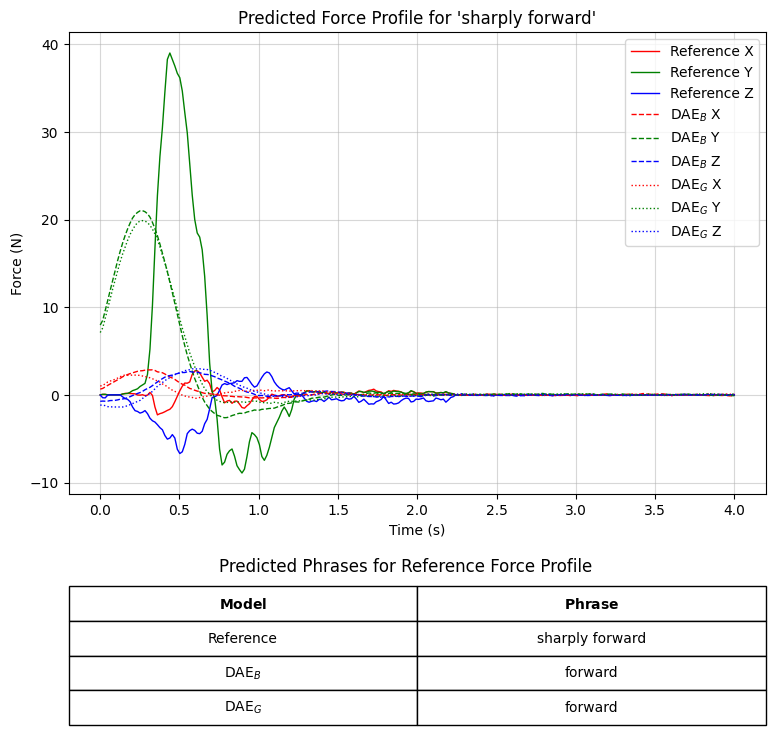 Predicted Force Profile for 'sharply forward'
Force (N)
40
30
20
10
0
−10
Reference X
Reference Y
Reference Z
DAE_B X
DAE_B Y
DAE_B Z
DAE_G X
DAE_G Y
DAE_G Z
0.0 0.5 1.0 1.5 2.0 2.5 3.0 3.5 4.0
Time (s)
Predicted Phrases for Reference Force Profile
Model Phrase
Reference sharply forward
DAE_B forward
DAE_G forward